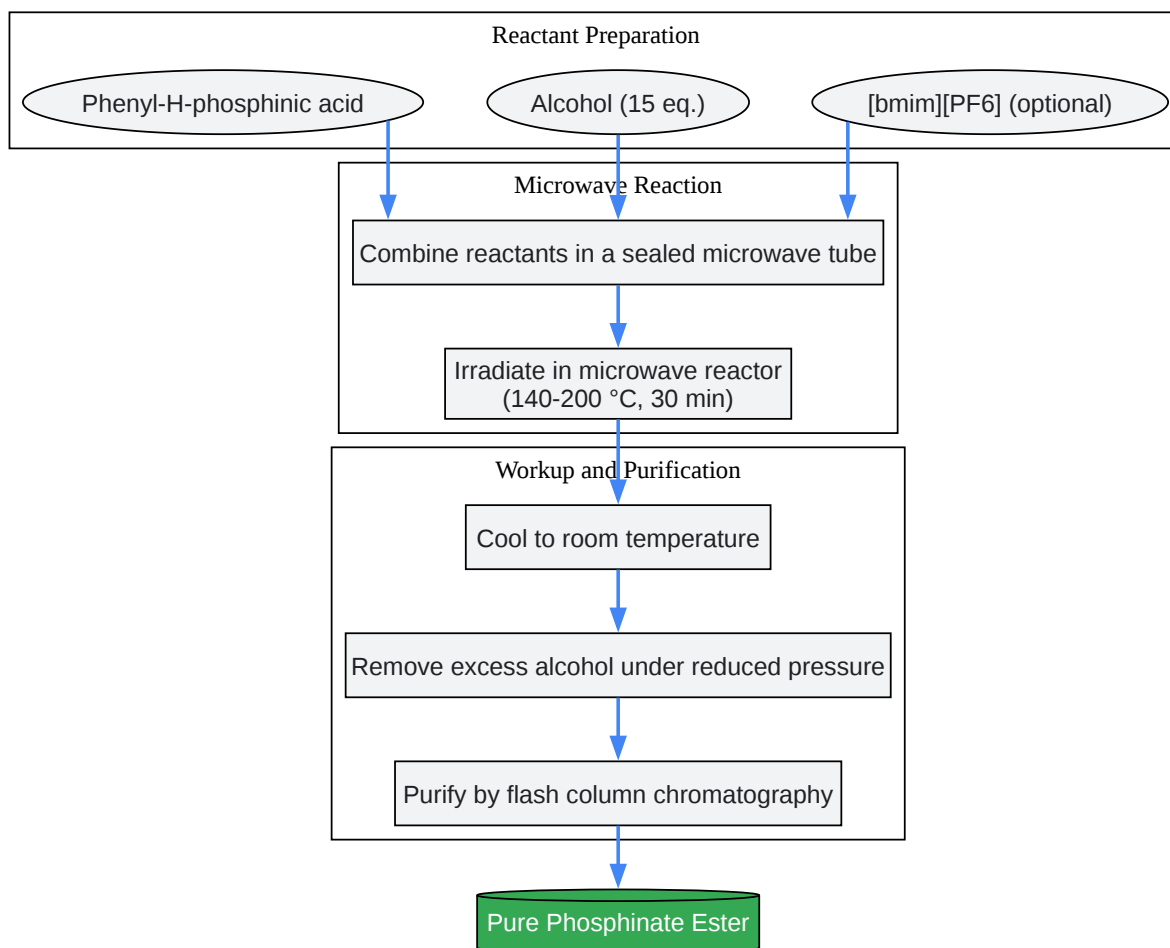 Reactant Preparation
Phenyl-H-phosphinic acid
Alcohol (15 eq.)
[bmim][PF6] (optional)
Microwave Reaction
Combine reactants in a sealed microwave tube
Irradiate in microwave reactor
(140-200 °C, 30 min)
Workup and Purification
Cool to room temperature
Remove excess alcohol under reduced pressure
Purify by flash column chromatography
Pure Phosphinate Ester